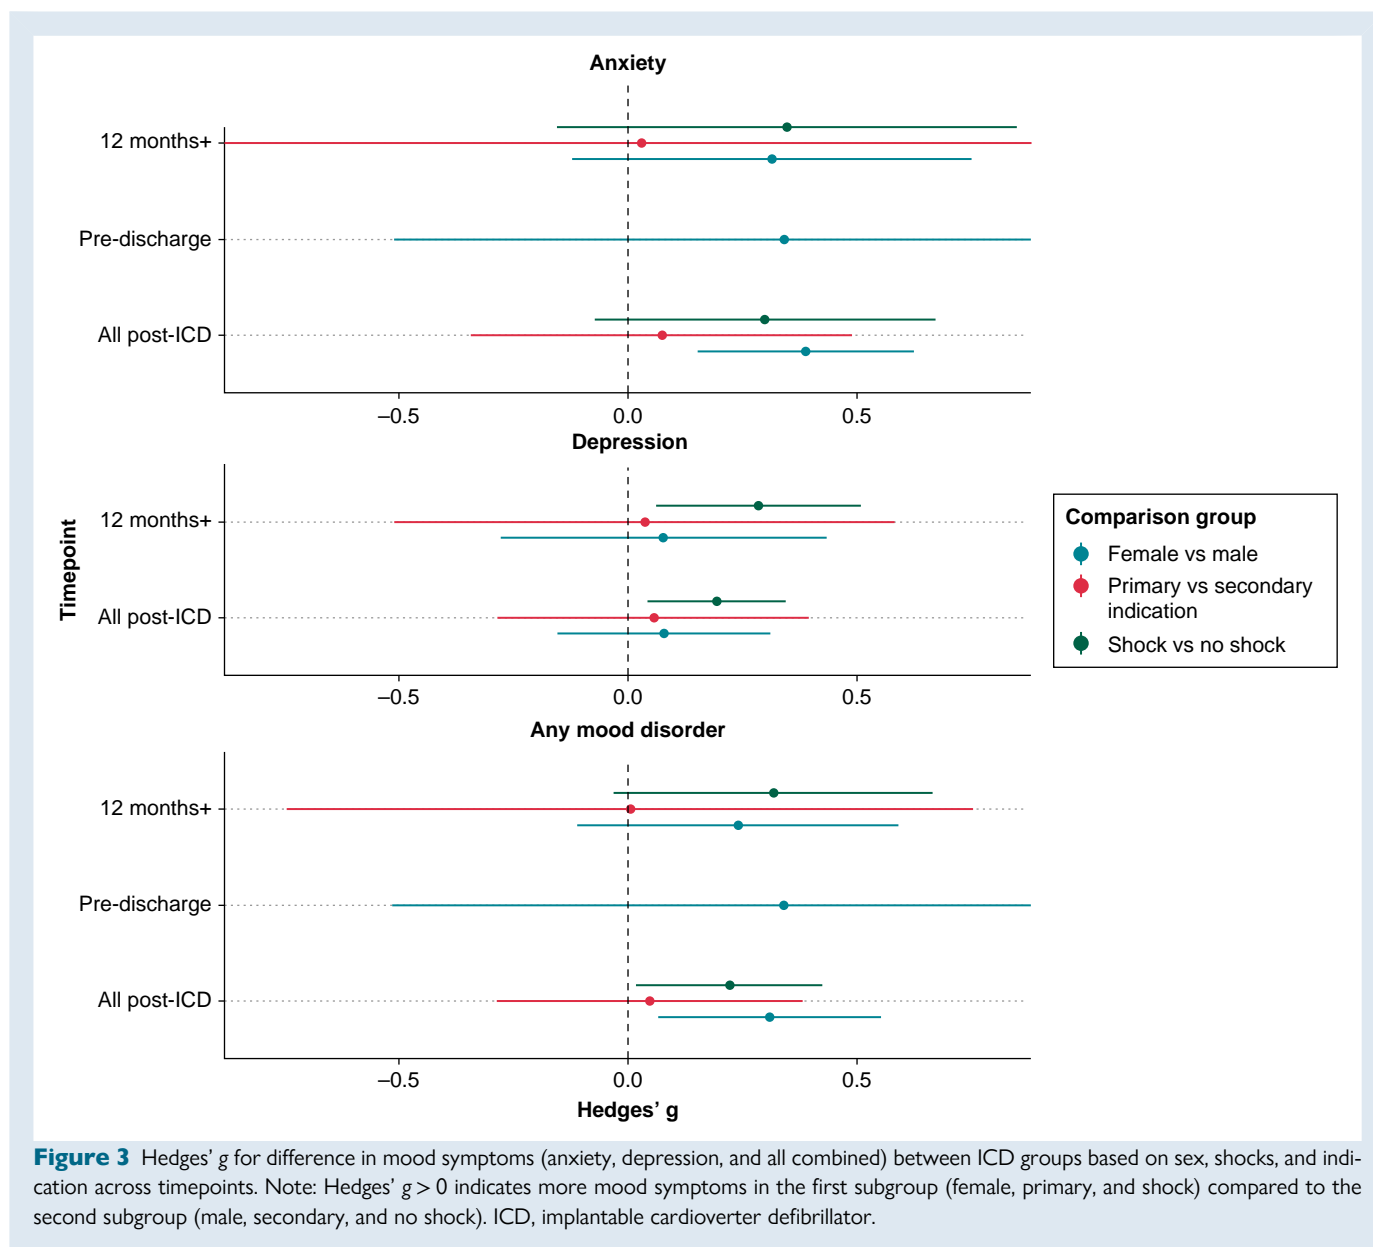 Anxiety
12 months+
Pre-discharge
All post-ICD
–0.5 0.0 0.5
Depression
12 months+
All post-ICD
–0.5 0.0 0.5
Timepoint
Comparison group
Female vs male
Primary vs secondary
indication
Shock vs no shock
Any mood disorder
12 months+
Pre-discharge
All post-ICD
–0.5 0.0 0.5
Hedges’ g
Figure 3 Hedges’ g for difference in mood symptoms (anxiety, depression, and all combined) between ICD groups based on sex, shocks, and indi-
cation across timepoints. Note: Hedges’ g > 0 indicates more mood symptoms in the first subgroup (female, primary, and shock) compared to the
second subgroup (male, secondary, and no shock). ICD, implantable cardioverter defibrillator.